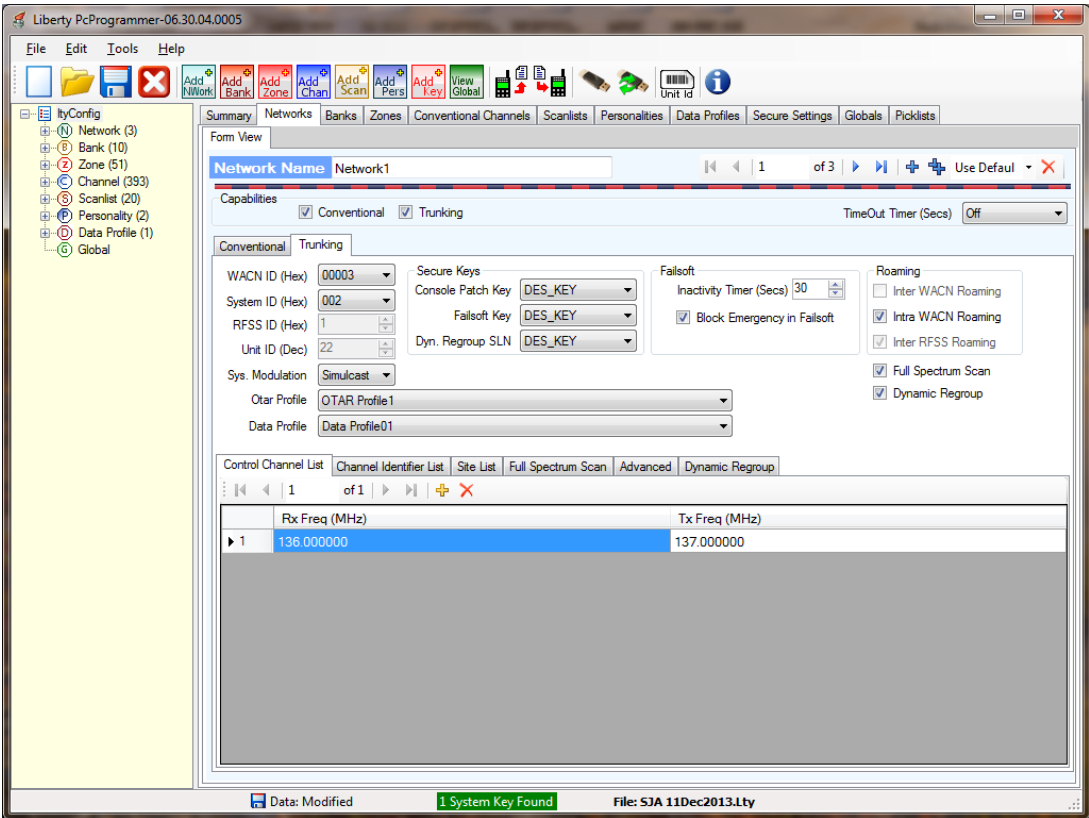 Liberty PcProgrammer-06.30.04.0005
File Edit Tools Help
Add NWork Add Bank Add Zone Add Chan Add Scan Add Pers Add Key View Global Unit Id
ltyConfig
N Network (3)
B Bank (10)
Z Zone (51)
C Channel (393)
S Scanlist (20)
P Personality (2)
D Data Profile (1)
G Global
Summary Networks Banks Zones Conventional Channels Scanlists Personalities Data Profiles Secure Settings Globals Picklists
Form View
Network Name Network1 1 of 3 Use Defaul
Capabilities
Conventional Trunking TimeOut Timer (Secs) Off
Conventional Trunking
WACN ID (Hex) 00003
System ID (Hex) 002
RFSS ID (Hex) 1
Unit ID (Dec) 22
Sys. Modulation Simulcast
Otar Profile OTAR Profile1
Data Profile Data Profile01
Secure Keys
Console Patch Key DES_KEY
Failsoft Key DES_KEY
Dyn. Regroup SLN DES_KEY
Failsoft
Inactivity Timer (Secs) 30
Block Emergency in Failsoft
Roaming
Inter WACN Roaming
Intra WACN Roaming
Inter RFSS Roaming
Full Spectrum Scan
Dynamic Regroup
Control Channel List Channel Identifier List Site List Full Spectrum Scan Advanced Dynamic Regroup
1 of 1
Rx Freq (MHz) Tx Freq (MHz)
1 136.000000 137.000000
Data: Modified 1 System Key Found File: SJA 11Dec2013.Lty